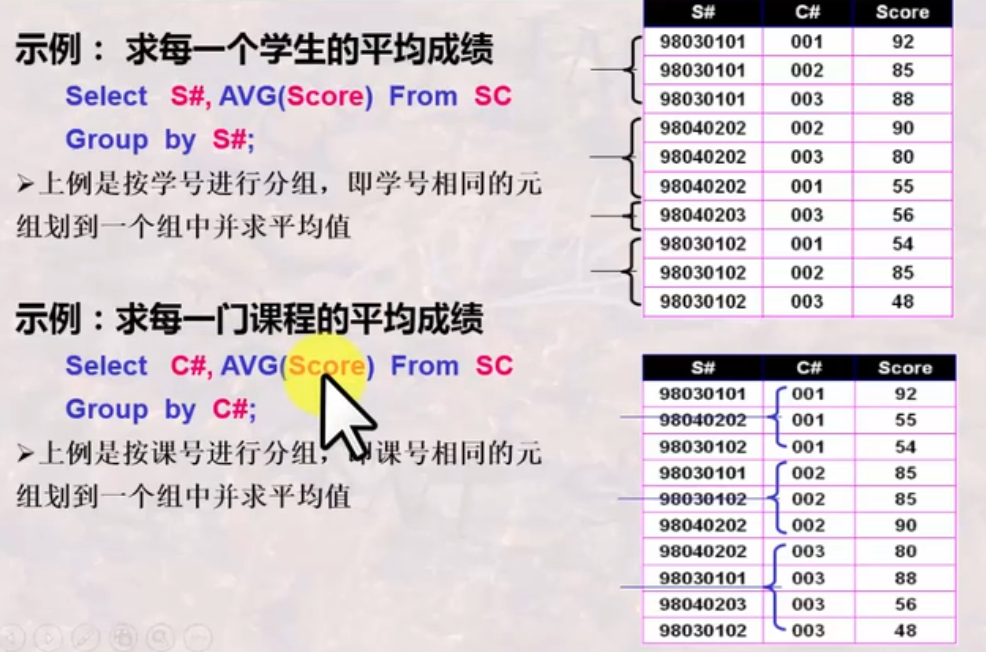 示例： 求每一个学生的平均成绩
Select S#, AVG(Score) From SC
Group by S#;
➢上例是按学号进行分组，即学号相同的元
组划到一个组中并求平均值
示例：求每一门课程的平均成绩
Select C#, AVG(Score) From SC
Group by C#;
➢上例是按课号进行分组，即课号相同的元
组划到一个组中并求平均值
S# C# Score
98030101 001 92
98030101 002 85
98030101 003 88
98040202 002 90
98040202 003 80
98040202 001 55
98040203 003 56
98030102 001 54
98030102 002 85
98030102 003 48
S# C# Score
98030101 001 92
98040202 001 55
98030102 001 54
98030101 002 85
98030102 002 85
98040202 002 90
98040202 003 80
98030101 003 88
98040203 003 56
98030102 003 48